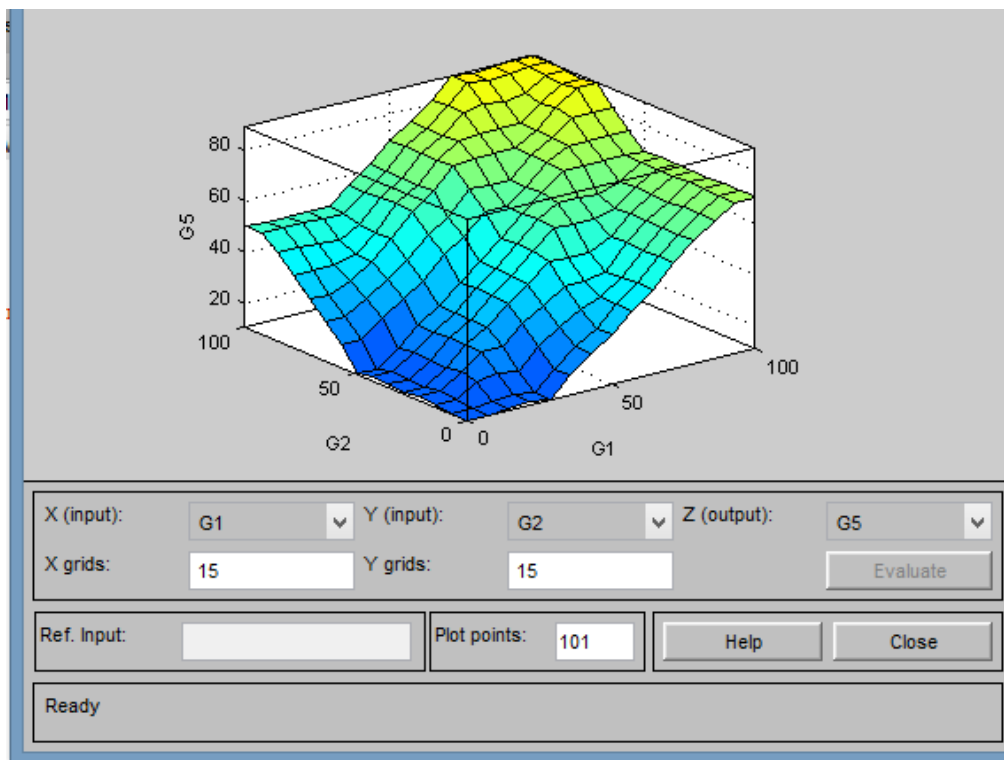 80
60
G5
40
20
100
50
0
G2
0
50
100
G1
X (input): G1 Y (input): G2 Z (output): G5
X grids: 15 Y grids: 15 Evaluate
Ref. Input: Plot points: 101 Help Close
Ready